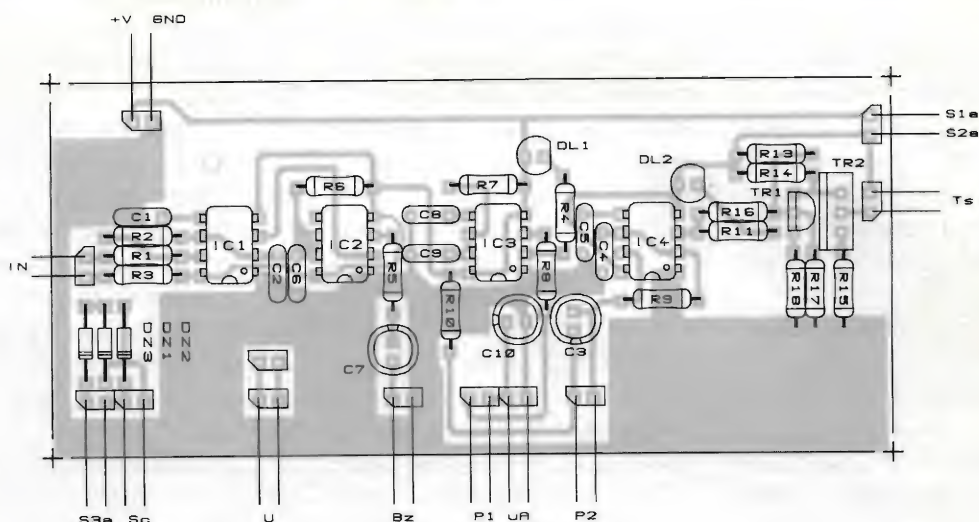 +V GND
S1a
S2a
DL1
DL2
R13
R14
TR2
TR1
Ts
R6
R7
R4
C1
C8
R16
R2
IC1
IC2
IC3
C5
IC4
R11
R1
C9
C4
IN
R3
C2
C6
R5
R8
R10
R9
R18
R17
R15
DZ3
DZ1
DZ2
C7
C10
C3
S3a Sc U Bz P1 UA P2